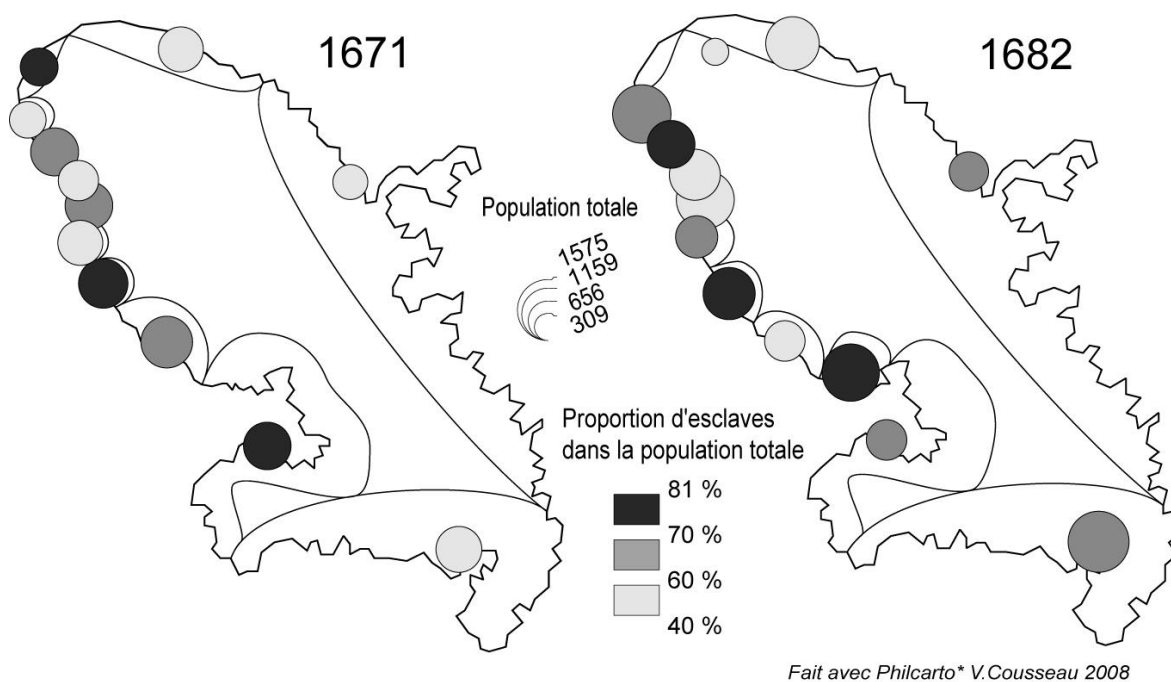 1671
1682
Population totale
1575
1159
656
309
Proportion d'esclaves
dans la population totale
81 %
70 %
60 %
40 %
Fait avec Philcarto* V.Cousseau 2008